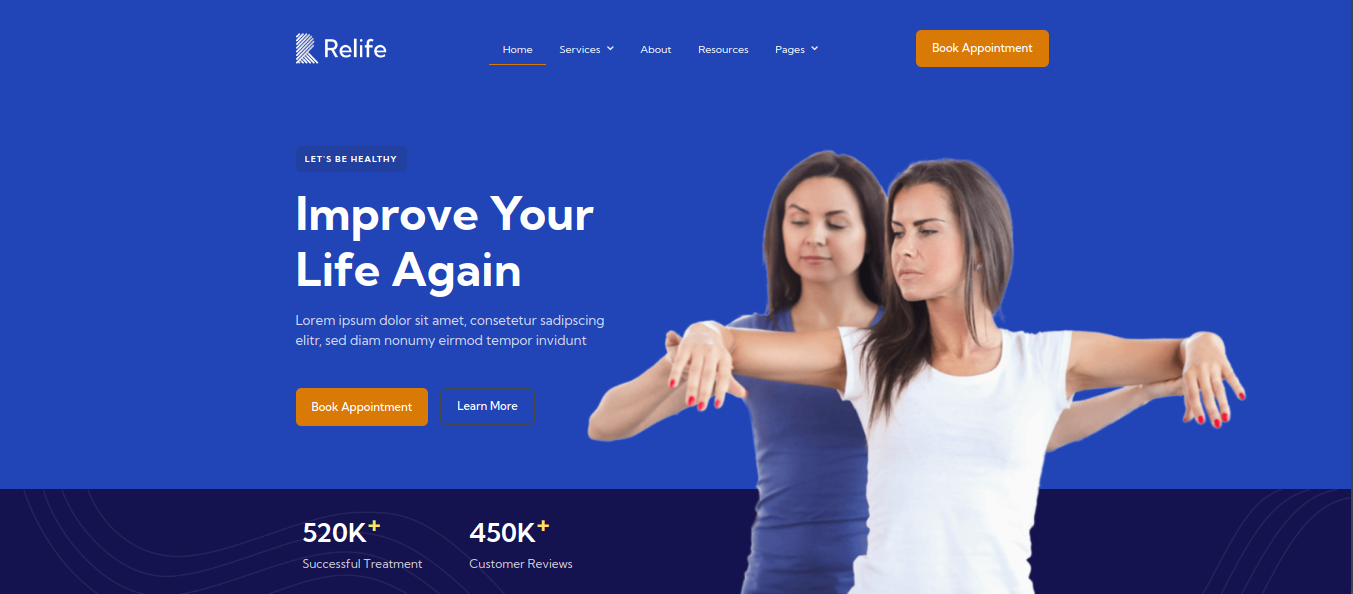 Relife
Home Services About Resources Pages
Book Appointment
LET'S BE HEALTHY
Improve Your
Life Again
Lorem ipsum dolor sit amet, consetetur sadipscing
elitr, sed diam nonumy eirmod tempor invidunt
Book Appointment Learn More
520K+ 450K+
Successful Treatment Customer Reviews